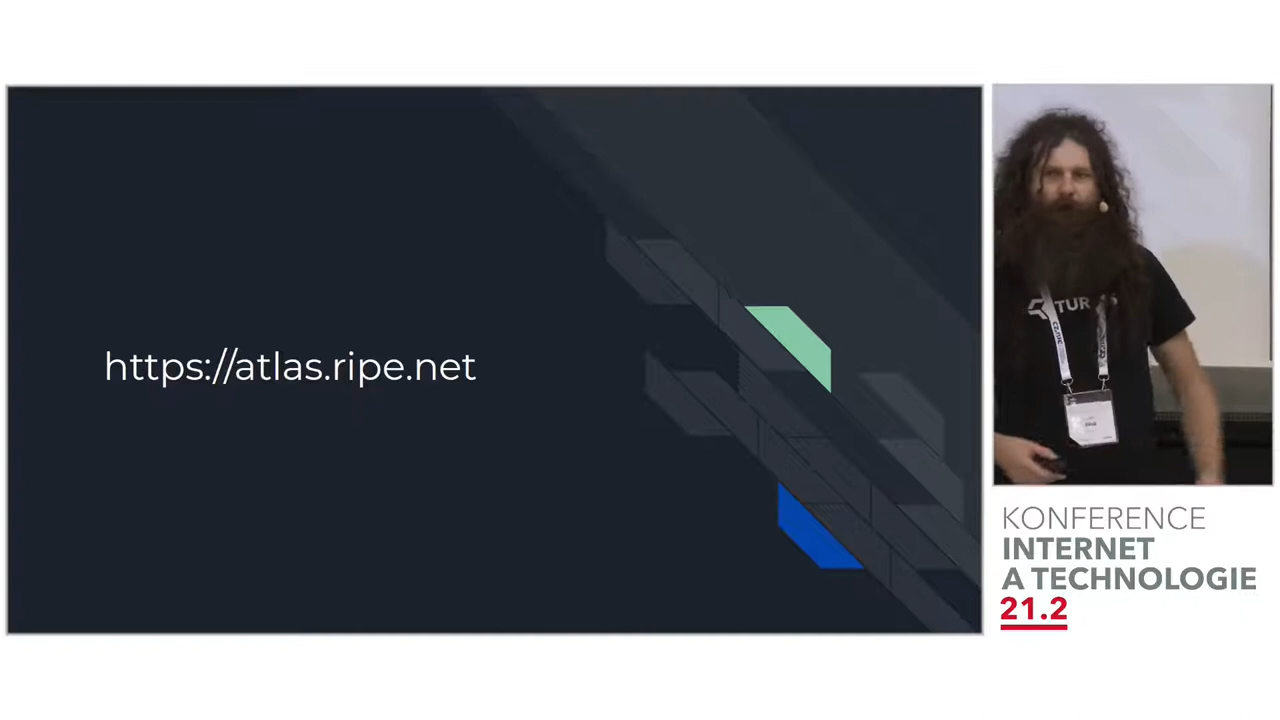 https://atlas.ripe.net
KONFERENCE
INTERNET
A TECHNOLOGIE
21.2